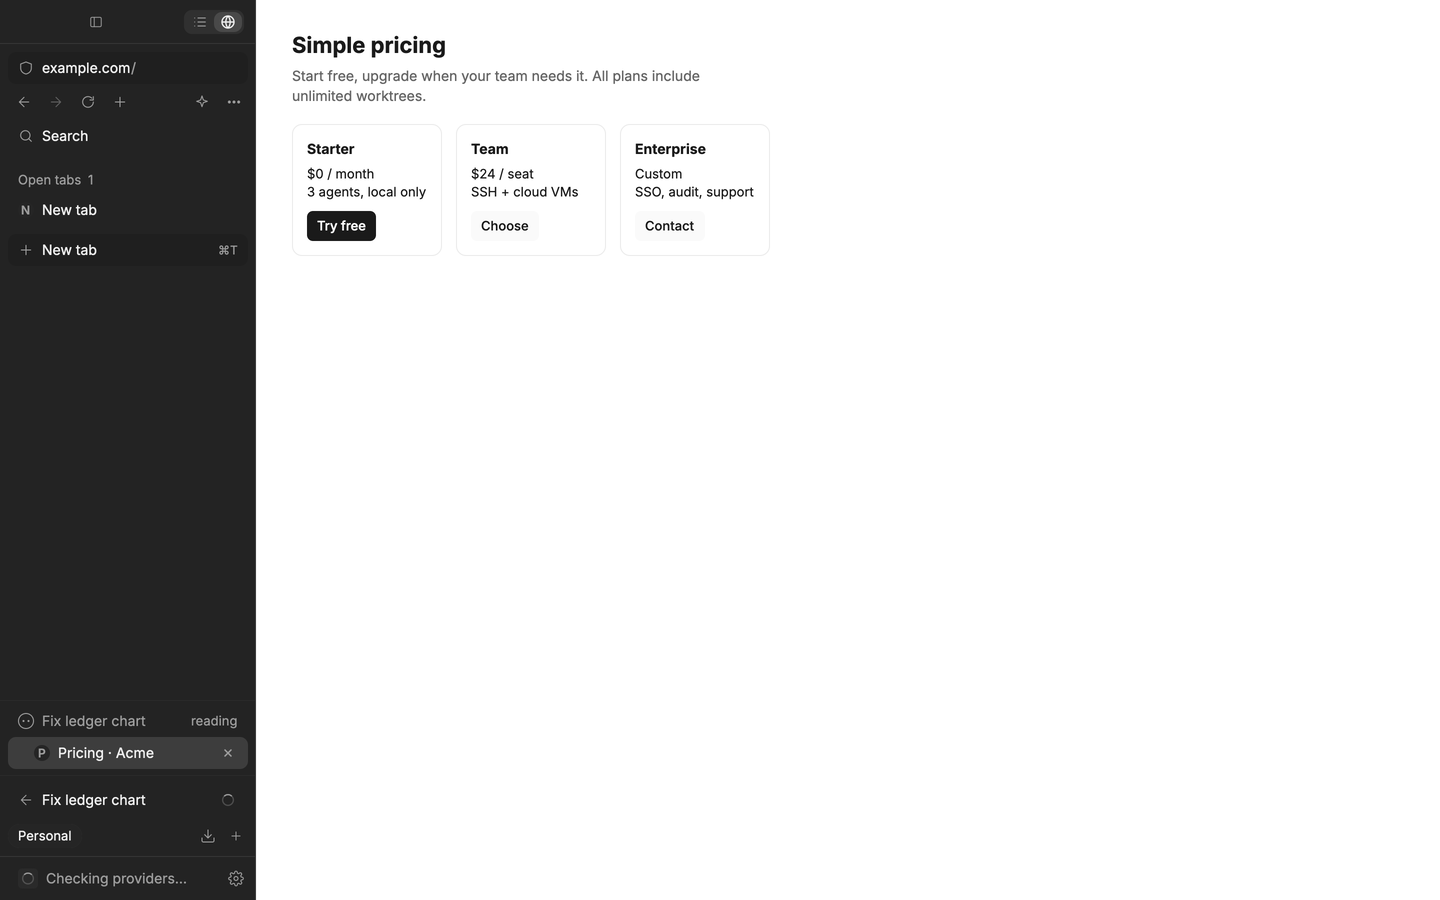 example.com/
Search
Open tabs 1
N New tab
New tab ⌘T
Fix ledger chart reading
P Pricing · Acme
Fix ledger chart
Personal
Checking providers...
Simple pricing
Start free, upgrade when your team needs it. All plans include
unlimited worktrees.
Starter
$0 / month
3 agents, local only
Try free
Team
$24 / seat
SSH + cloud VMs
Choose
Enterprise
Custom
SSO, audit, support
Contact